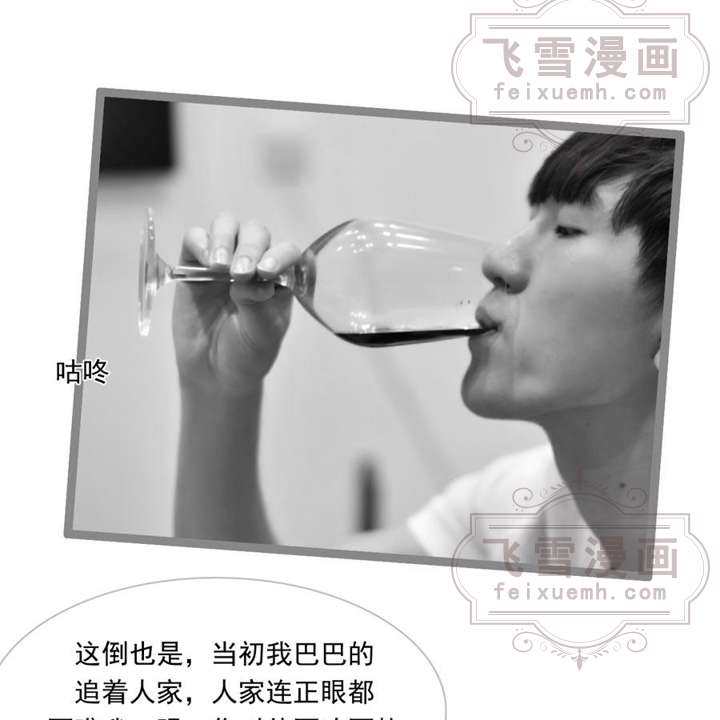 飞雪漫画
feixuemh.com
咕咚
飞雪漫画
feixuemh.com
这倒也是，当初我巴巴的
追着人家，人家连正眼都